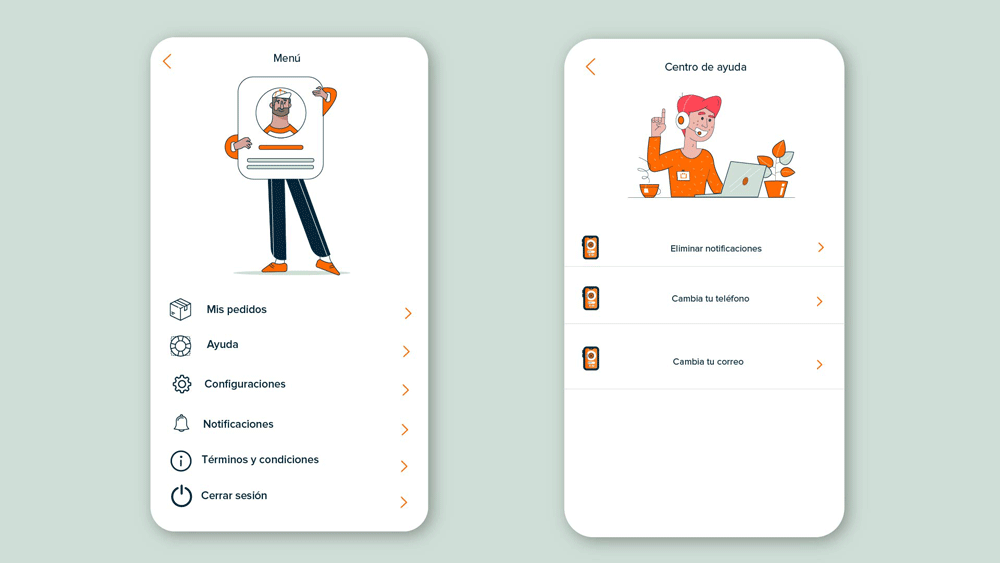 Menú
Mis pedidos
Ayuda
Configuraciones
Notificaciones
Términos y condiciones
Cerrar sesión
Centro de ayuda
Eliminar notificaciones
Cambia tu teléfono
Cambia tu correo